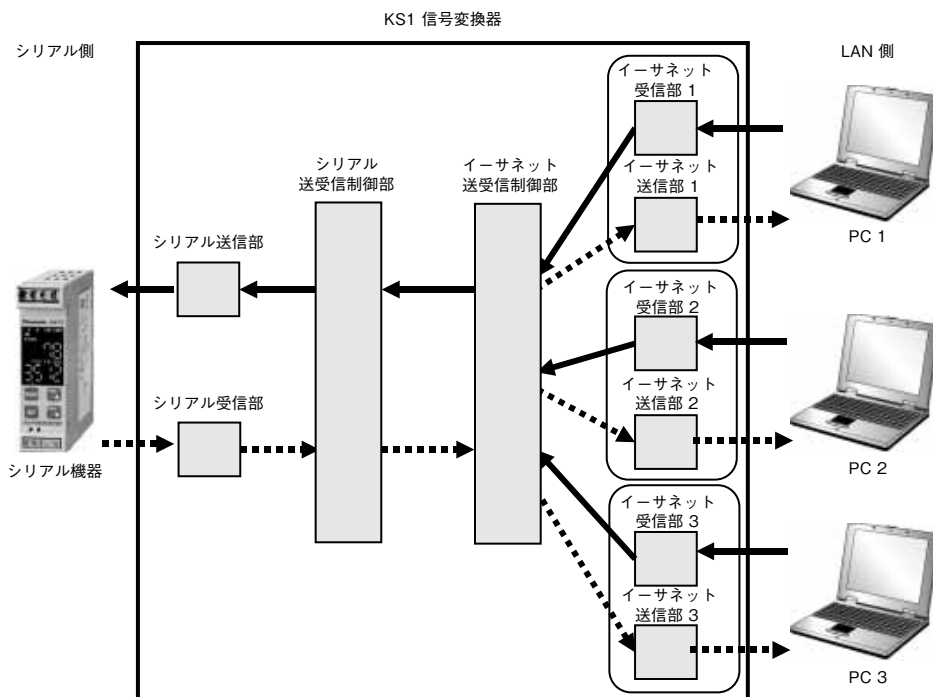 KS1 信号変換器
シリアル側
LAN 側
イーサネット
受信部 1
イーサネット
送信部 1
PC 1
シリアル
送受信制御部
イーサネット
送受信制御部
シリアル送信部
イーサネット
受信部 2
イーサネット
送信部 2
PC 2
シリアル受信部
シリアル機器
イーサネット
受信部 3
イーサネット
送信部 3
PC 3